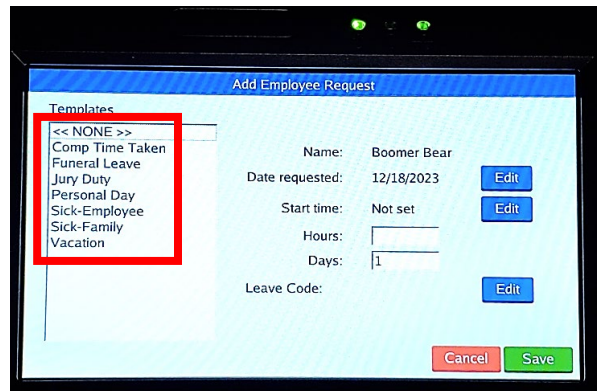 Add Employee Request
Templates
<< NONE >>
Comp Time Taken
Funeral Leave
Jury Duty
Personal Day
Sick-Employee
Sick-Family
Vacation
Name: Boomer Bear
Date requested: 12/18/2023 Edit
Start time: Not set Edit
Hours:
Days: 1
Leave Code: Edit
Cancel Save